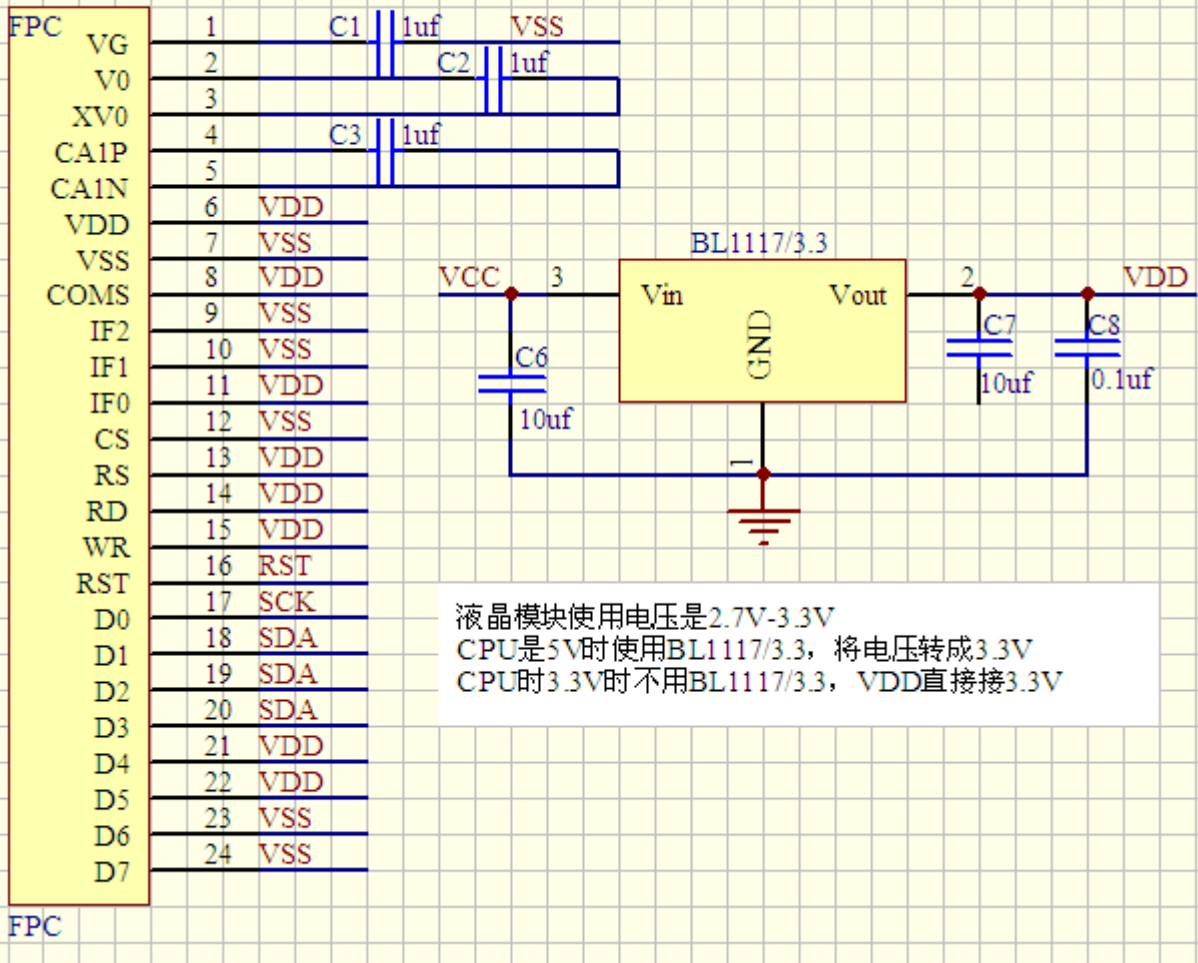 FPC
VG 1 C1 1uf VSS
V0 2 C2 1uf
XV0 3
CA1P 4 C3 1uf
CA1N 5
VDD 6 VDD
VSS 7 VSS
COMS 8 VDD
IF2 9 VSS
IF1 10 VSS
IF0 11 VDD
CS 12 VSS
RS 13 VDD
RD 14 VDD
WR 15 VDD
RST 16 RST
D0 17 SCK
D1 18 SDA
D2 19 SDA
D3 20 SDA
D4 21 VDD
D5 22 VDD
D6 23 VSS
D7 24 VSS
FPC
BL1117/3.3
VCC 3 Vin Vout 2 VDD
GND
1
C6
10uf
C7
10uf
C8
0.1uf
液晶模块使用电压是2.7V-3.3V
CPU是5V时使用BL1117/3.3，将电压转成3.3V
CPU时3.3V时不用BL1117/3.3，VDD直接接3.3V